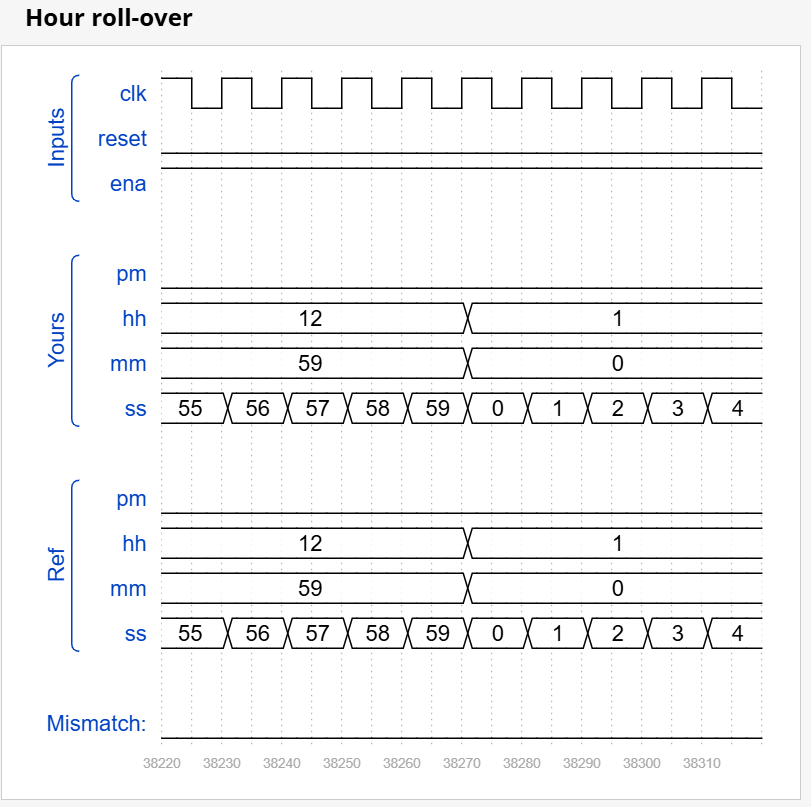 Hour roll-over
Inputs
clk
reset
ena
Yours
pm
hh 12 1
mm 59 0
ss 55 56 57 58 59 0 1 2 3 4
Ref
pm
hh 12 1
mm 59 0
ss 55 56 57 58 59 0 1 2 3 4
Mismatch:
38220 38230 38240 38250 38260 38270 38280 38290 38300 38310